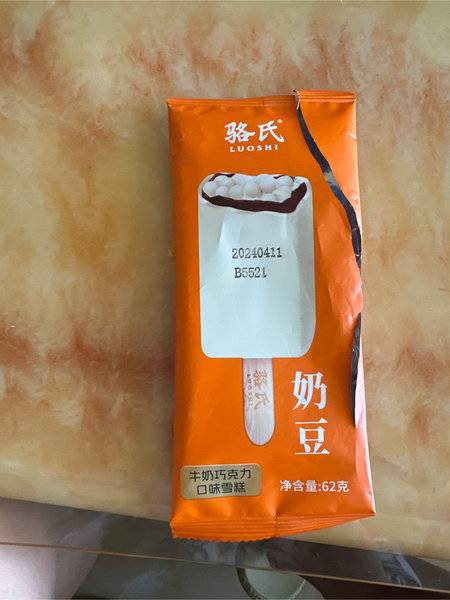 骆氏®
LUOSHI
20240411
B5521
骆氏
LUOSHI
奶豆
牛奶巧克力
口味雪糕
净含量:62克